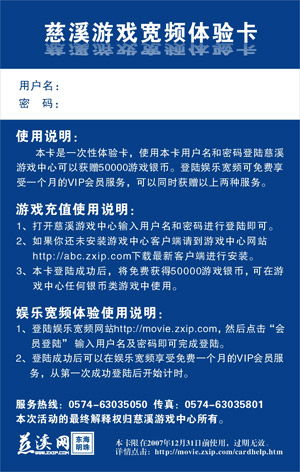 慈溪游戏宽频体验卡
用户名：
密　码：
使用说明：
本卡是一次性体验卡，使用本卡用户名和密码登陆慈溪
游戏中心可以获赠50000游戏银币。登陆娱乐宽频可免费享
受一个月的VIP会员服务，可以同时获赠以上两种服务。
游戏充值使用说明：
1、打开慈溪游戏中心输入用户名和密码进行登陆即可。
2、如果你还未安装游戏中心客户端请到游戏中心网站
http://abc.zxip.com下载最新客户端进行安装。
3、本卡登陆成功后，将免费获得50000游戏银币，可在游
戏中心任何银币类游戏中使用。
娱乐宽频体验使用说明：
1、登陆娱乐宽频网站http://movie.zxip.com，然后点击“会
员登陆” 输入用户名及密码即可完成登陆。
2、登陆成功后可以在娱乐宽频享受免费一个月的VIP会员服
务，从第一次成功登陆后开始计时。
服务热线：0574-63035050 传真：0574-63035801
本次活动的最终解释权归慈溪游戏中心所有。
慈溪网 东海明珠
WWW.ZXIP.COM
本卡限在2007年12月31日前使用，过期无效。
详情点击：http://movie.zxip.com/cardhelp.htm